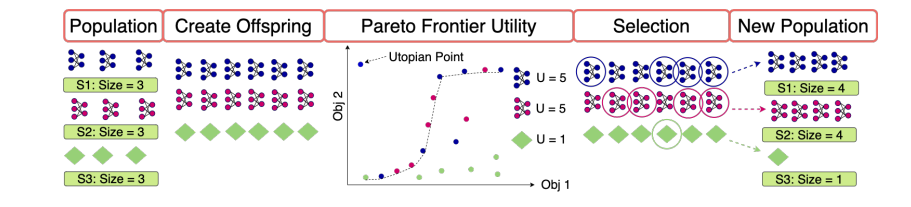 Population
Create Offspring
Pareto Frontier Utility
Selection
New Population
S1: Size = 3
S2: Size = 3
S3: Size = 3
Obj 2
Utopian Point
U = 5
U = 5
U = 1
Obj 1
S1: Size = 4
S2: Size = 4
S3: Size = 1